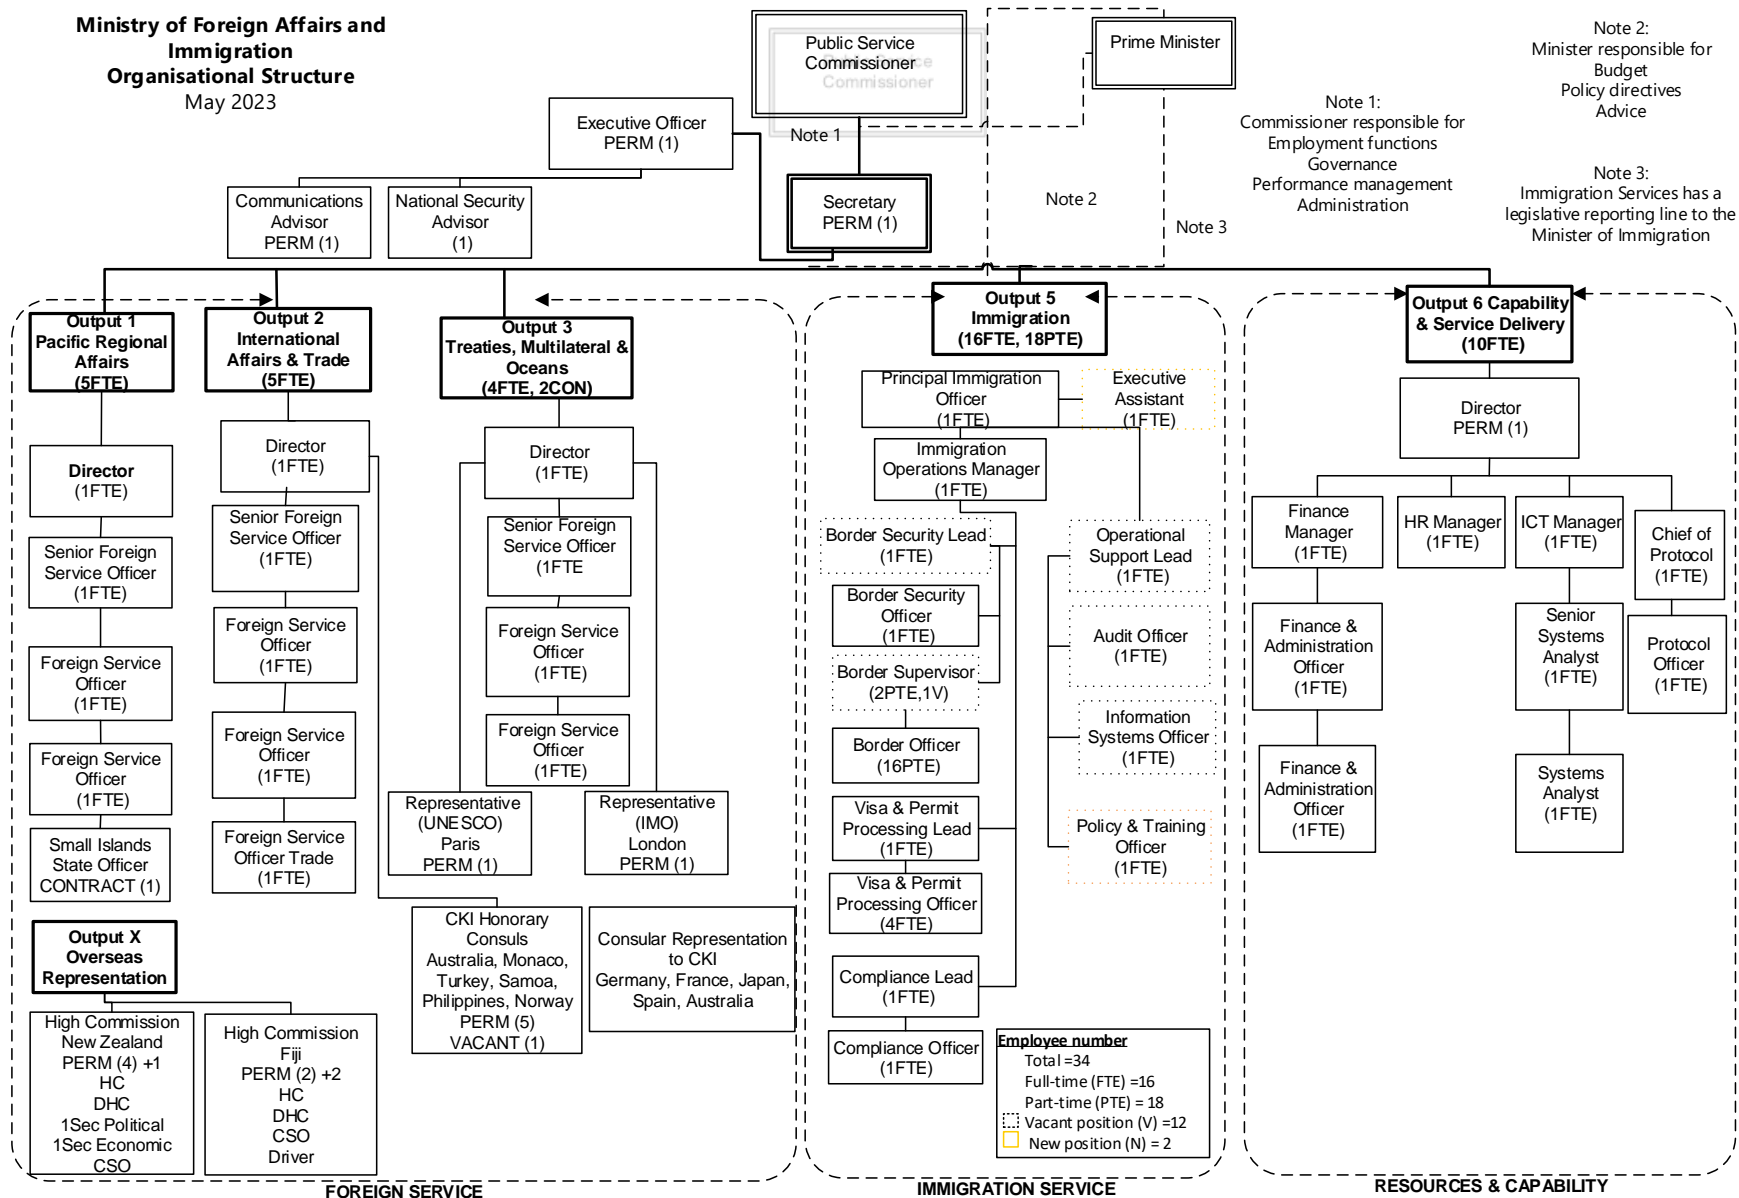 Ministry of Foreign Affairs and
Immigration
Organisational Structure
May 2023
Public Service
Commissioner
Public Service
Commissioner
Prime Minister
Note 2:
Minister responsible for
Budget
Policy directives
Advice
Note 1:
Commissioner responsible for
Employment functions
Governance
Performance management
Administration
Note 3:
Immigration Services has a
legislative reporting line to the
Minister of Immigration
Executive Officer
PERM (1)
Note 1
Communications
Advisor
PERM (1)
National Security
Advisor
(1)
Secretary
PERM (1)
Note 2
Note 3
Output 1
Pacific Regional
Affairs
(5FTE)
Output 2
International
Affairs & Trade
(5FTE)
Output 3
Treaties, Multilateral &
Oceans
(4FTE, 2CON)
Output 5
Immigration
(16FTE, 18PTE)
Output 6 Capability
& Service Delivery
(10FTE)
Director
(1FTE)
Senior Foreign
Service Officer
(1FTE)
Foreign Service
Officer
(1FTE)
Foreign Service
Officer
(1FTE)
Small Islands
State Officer
CONTRACT (1)
Output X
Overseas
Representation
High Commission
New Zealand
PERM (4) +1
HC
DHC
1Sec Political
1Sec Economic
CSO
High Commission
Fiji
PERM (2) +2
HC
DHC
CSO
Driver
Director
(1FTE)
Senior Foreign
Service Officer
(1FTE)
Foreign Service
Officer
(1FTE)
Foreign Service
Officer
(1FTE)
Foreign Service
Officer Trade
(1FTE)
Director
(1FTE)
Senior Foreign
Service Officer
(1FTE
Foreign Service
Officer
(1FTE)
Foreign Service
Officer
(1FTE)
Representative
(UNESCO)
Paris
PERM (1)
Representative
(IMO)
London
PERM (1)
CKI Honorary
Consuls
Australia, Monaco,
Turkey, Samoa,
Philippines, Norway
PERM (5)
VACANT (1)
Consular Representation
to CKI
Germany, France, Japan,
Spain, Australia
FOREIGN SERVICE
Principal Immigration
Officer
(1FTE)
Executive
Assistant
(1FTE)
Immigration
Operations Manager
(1FTE)
Border Security Lead
(1FTE)
Border Security
Officer
(1FTE)
Border Supervisor
(2PTE,1V)
Border Officer
(16PTE)
Visa & Permit
Processing Lead
(1FTE)
Visa & Permit
Processing Officer
(4FTE)
Compliance Lead
(1FTE)
Compliance Officer
(1FTE)
Operational
Support Lead
(1FTE)
Audit Officer
(1FTE)
Information
Systems Officer
(1FTE)
Policy & Training
Officer
(1FTE)
Employee number
Total =34
Full-time (FTE) =16
Part-time (PTE) = 18
Vacant position (V) =12
New position (N) = 2
IMMIGRATION SERVICE
Director
PERM (1)
Finance
Manager
(1FTE)
HR Manager
(1FTE)
ICT Manager
(1FTE)
Chief of
Protocol
(1FTE)
Finance &
Administration
Officer
(1FTE)
Senior
Systems
Analyst
(1FTE)
Protocol
Officer
(1FTE)
Finance &
Administration
Officer
(1FTE)
Systems
Analyst
(1FTE)
RESOURCES & CAPABILITY